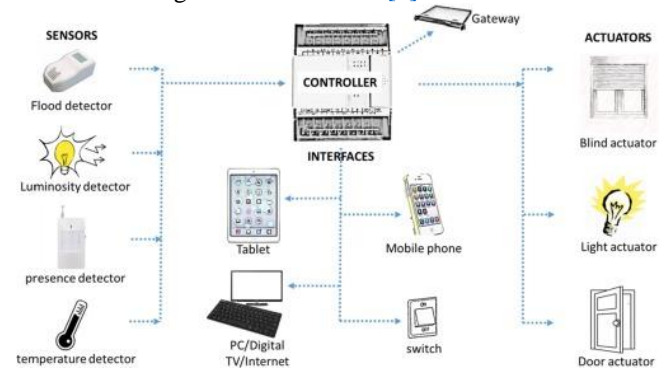 SENSORS
Flood detector
Luminosity detector
presence detector
temperature detector
Gateway
CONTROLLER
INTERFACES
Tablet
Mobile phone
PC/Digital
TV/Internet
switch
ACTUATORS
Blind actuator
Light actuator
Door actuator